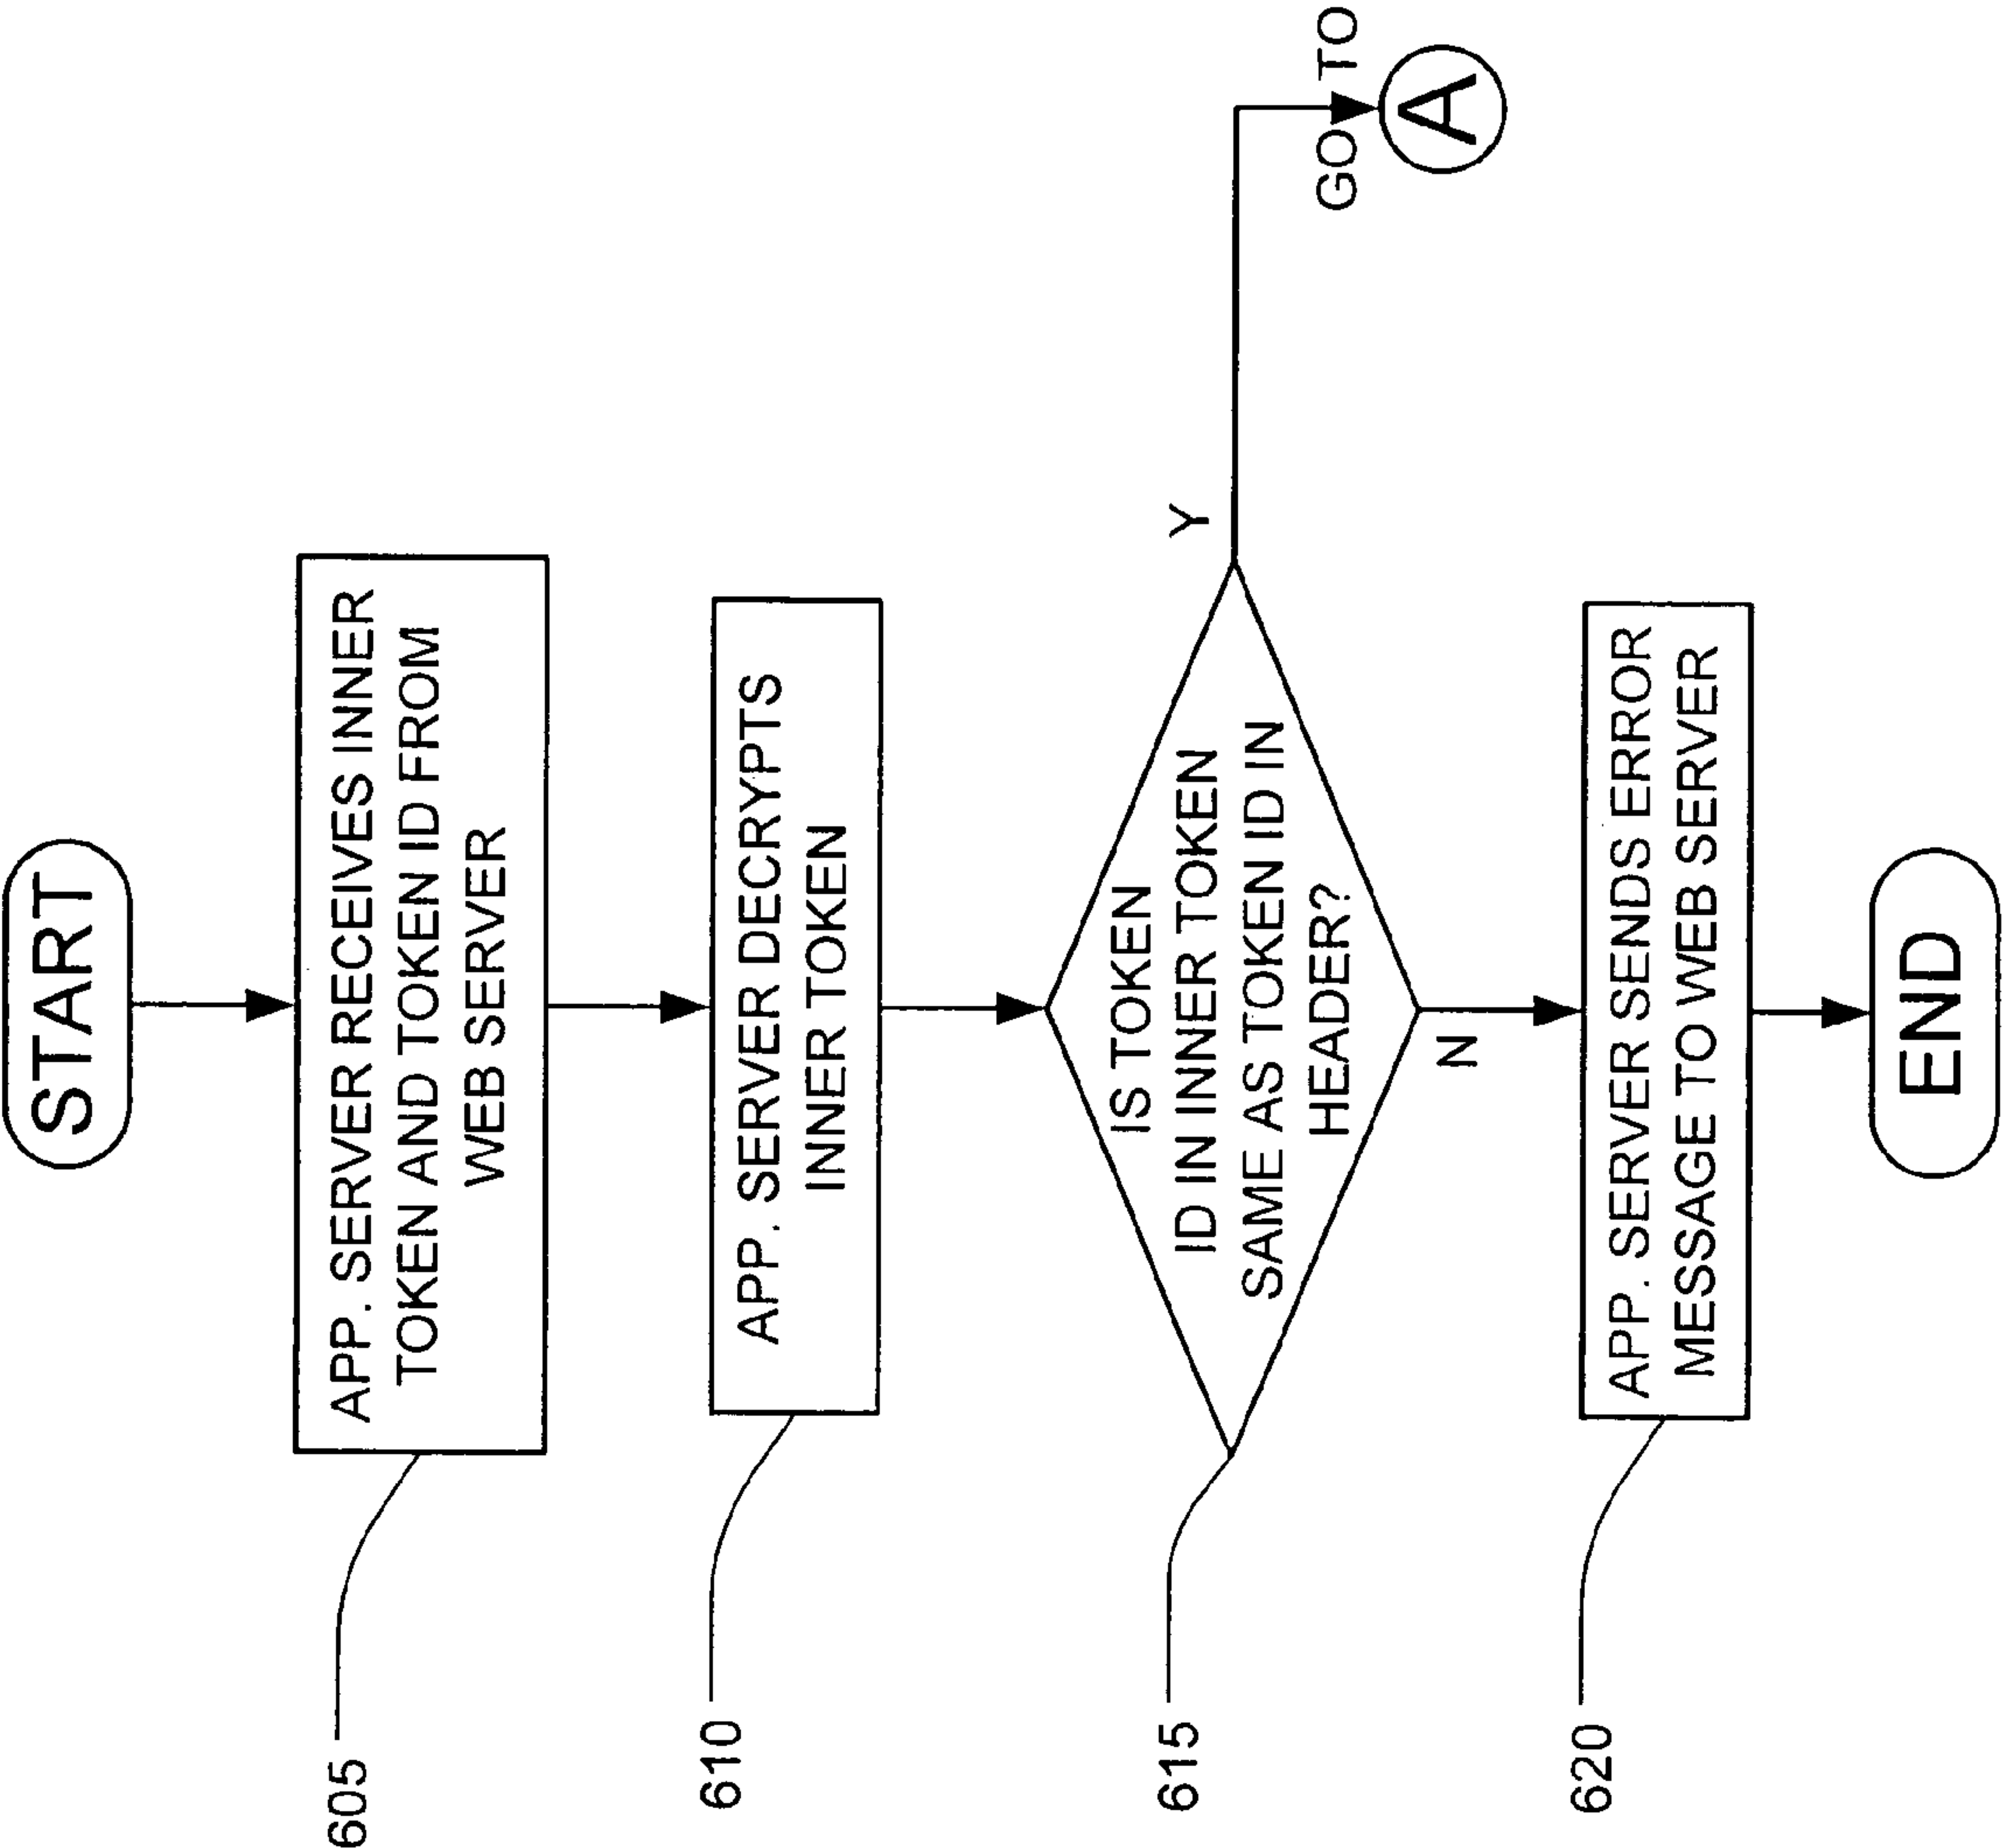 START
605
APP. SERVER RECEIVES INNER
TOKEN AND TOKEN ID FROM
WEB SERVER
610
APP. SERVER DECRYPTS
INNER TOKEN
615
IS TOKEN
ID IN INNER TOKEN
SAME AS TOKEN ID IN
HEADER?
Y
GO TO
A
N
620
APP. SERVER SENDS ERROR
MESSAGE TO WEB SERVER
END